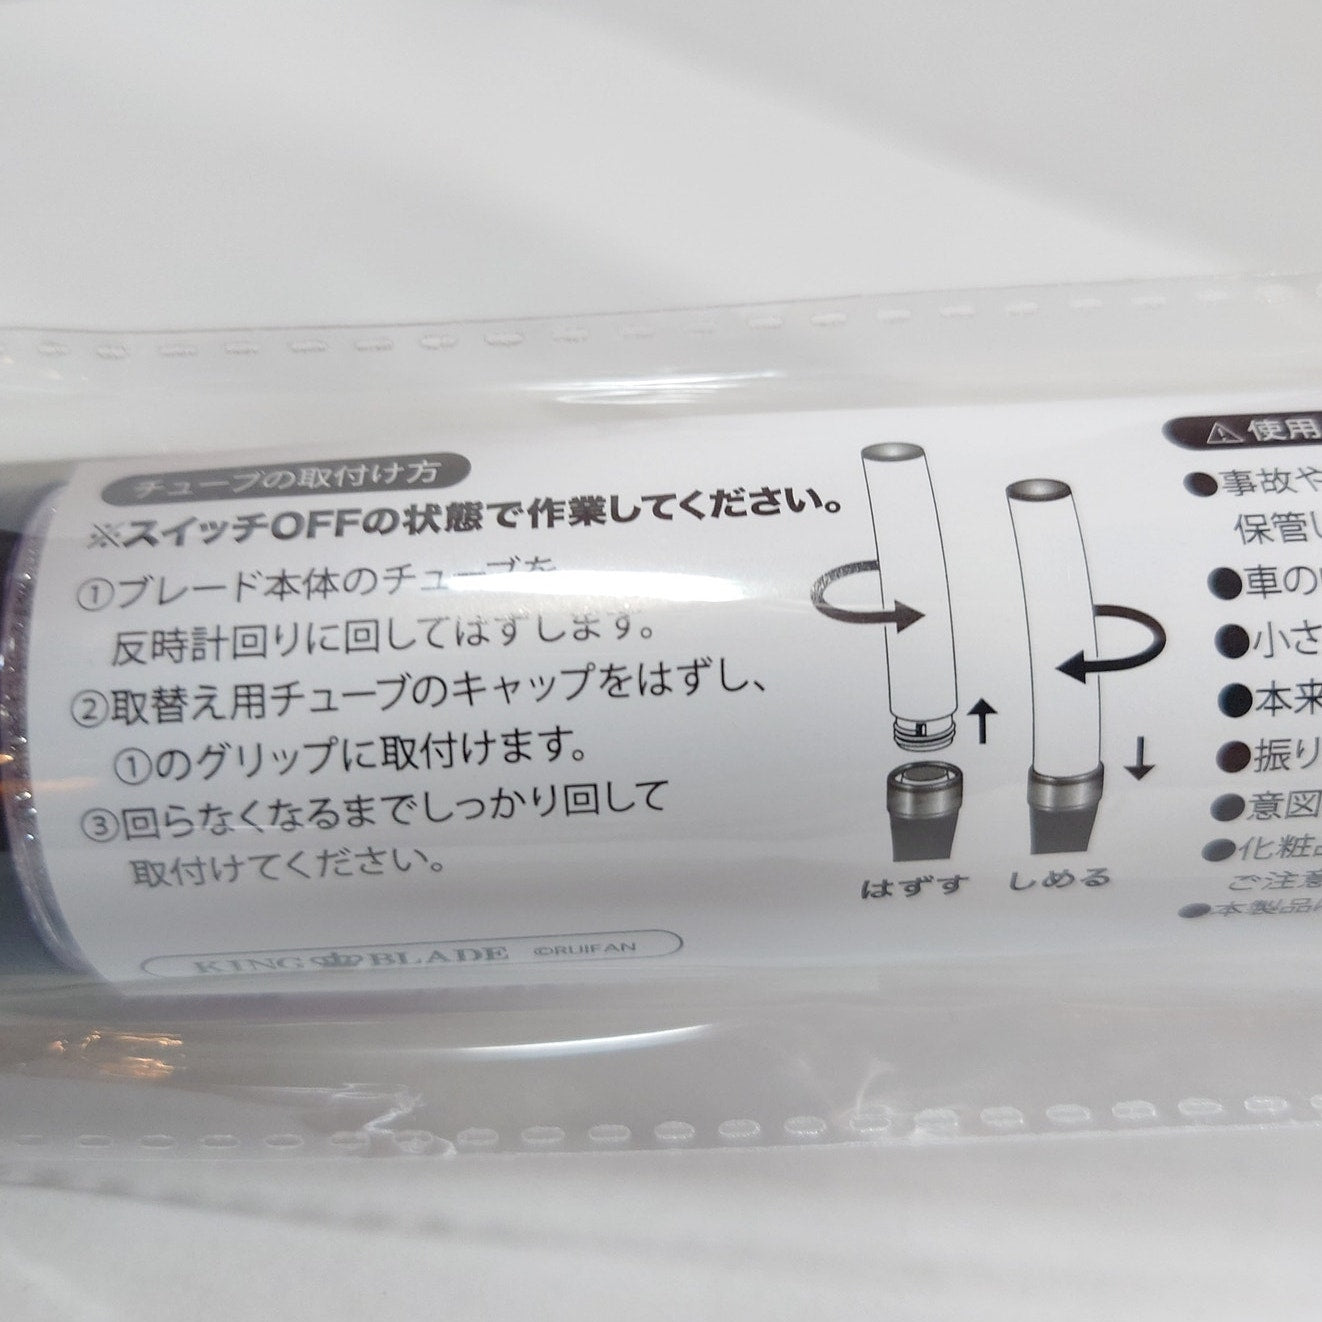 チューブの取付け方
※スイッチOFFの状態で作業してください。
①ブレード本体のチューブを
反時計回りに回してはずします。
②取替え用チューブのキャップをはずし、
①のグリップに取付けます。
③回らなくなるまでしっかり回して
取付けてください。
KING BLADE ©RUIFAN
はずす
しめる
⚠使用
●事故や
保管し
●車の
●小さ
●本来
●振り
●意図
●化粧品
ご注意
●本製品